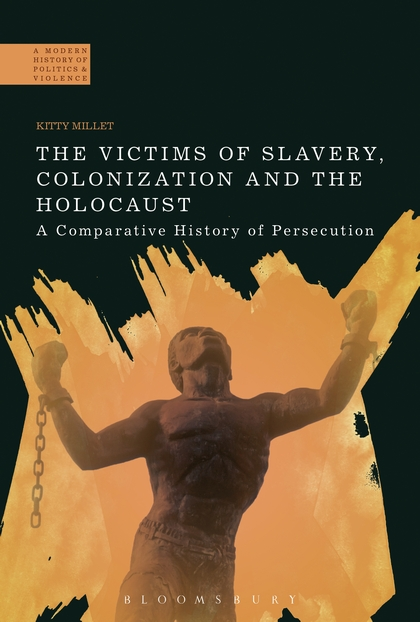 A MODERN
HISTORY OF
POLITICS &
VIOLENCE
KITTY MILLET
THE VICTIMS OF SLAVERY,
COLONIZATION AND THE
HOLOCAUST
A Comparative History of Persecution
BLOOMSBURY